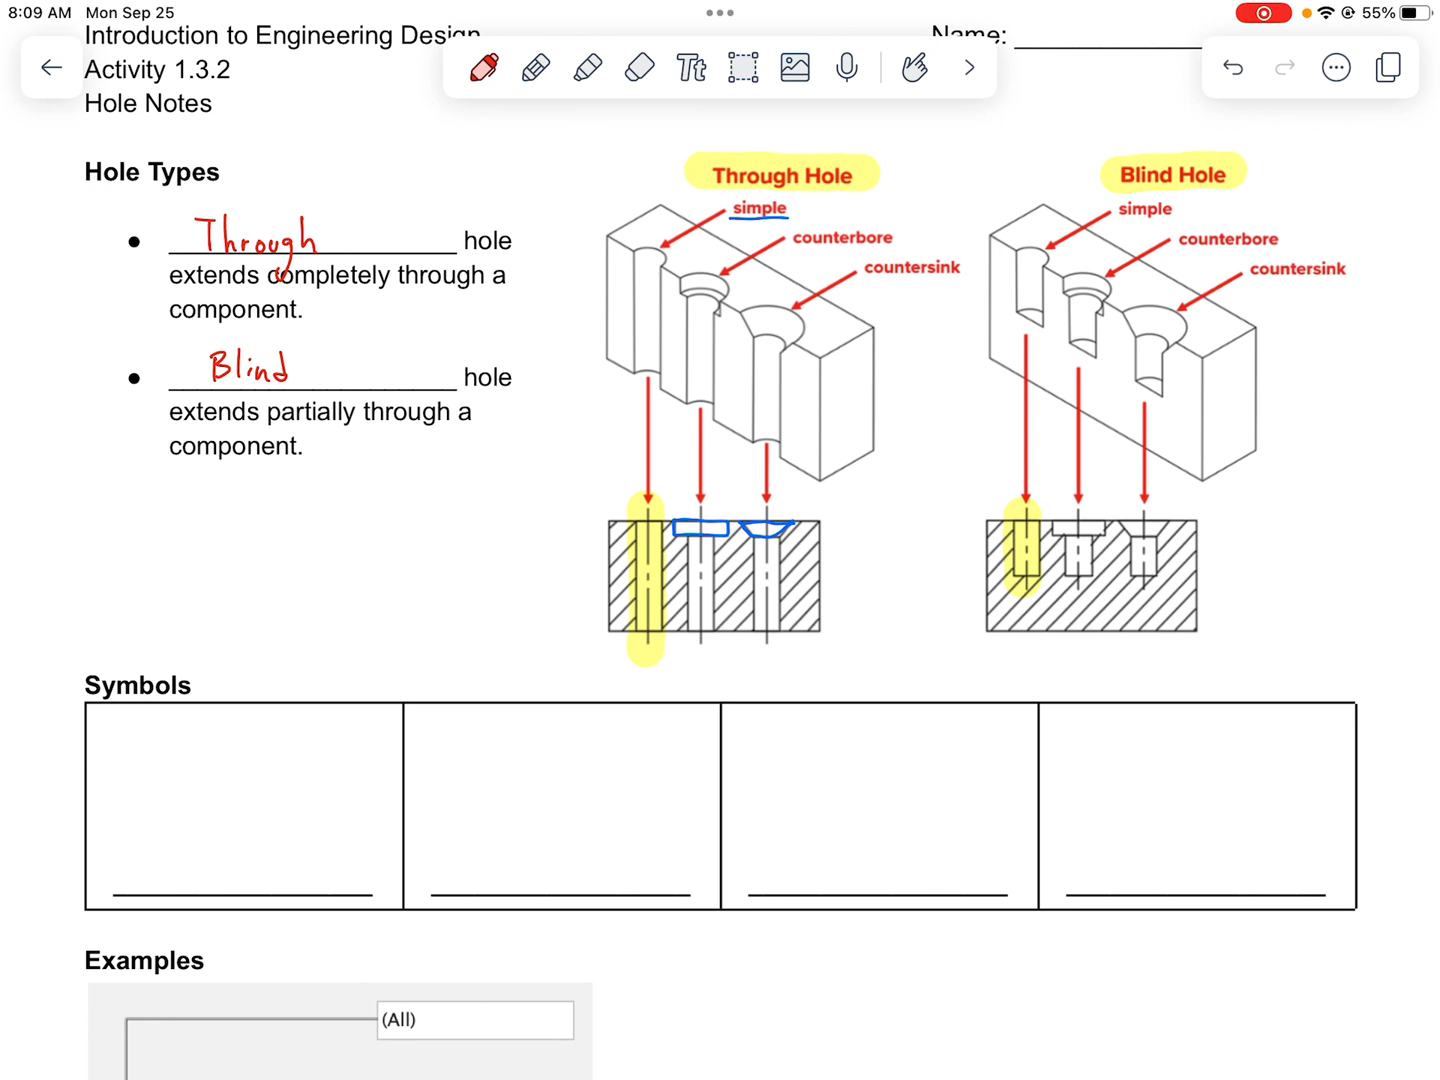 8:09 AM Mon Sep 25
55%
Introduction to Engineering Design
Name:
Activity 1.3.2
Hole Notes
Hole Types
Through hole
extends completely through a
component.
Blind hole
extends partially through a
component.
Through Hole
simple
counterbore
countersink
Blind Hole
simple
counterbore
countersink
Symbols
Examples
(All)
Tt